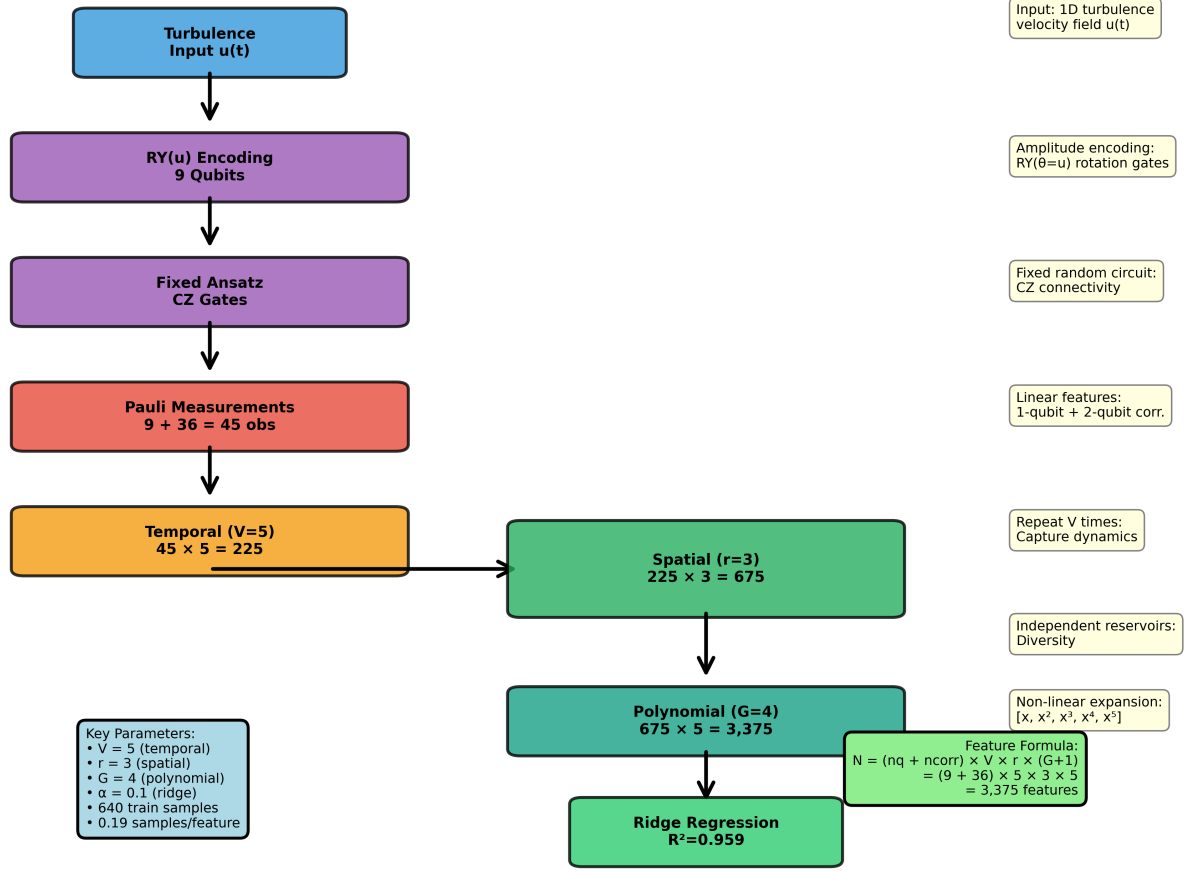 Turbulence
Input u(t)
Input: 1D turbulence
velocity field u(t)
RY(u) Encoding
9 Qubits
Amplitude encoding:
RY(θ=u) rotation gates
Fixed Ansatz
CZ Gates
Fixed random circuit:
CZ connectivity
Pauli Measurements
9 + 36 = 45 obs
Linear features:
1-qubit + 2-qubit corr.
Temporal (V=5)
45 × 5 = 225
Repeat V times:
Capture dynamics
Spatial (r=3)
225 × 3 = 675
Independent reservoirs:
Diversity
Polynomial (G=4)
675 × 5 = 3,375
Non-linear expansion:
[x, x², x³, x⁴, x⁵]
Key Parameters:
• V = 5 (temporal)
• r = 3 (spatial)
• G = 4 (polynomial)
• α = 0.1 (ridge)
• 640 train samples
• 0.19 samples/feature
Feature Formula:
N = (nq + ncorr) × V × r × (G+1)
= (9 + 36) × 5 × 3 × 5
= 3,375 features
Ridge Regression
R²=0.959